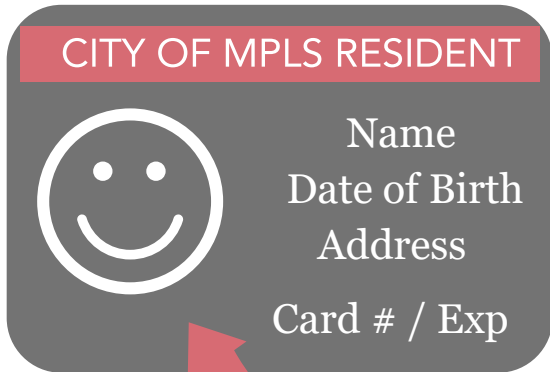 CITY OF MPLS RESIDENT
Name
Date of Birth
Address
Card # / Exp